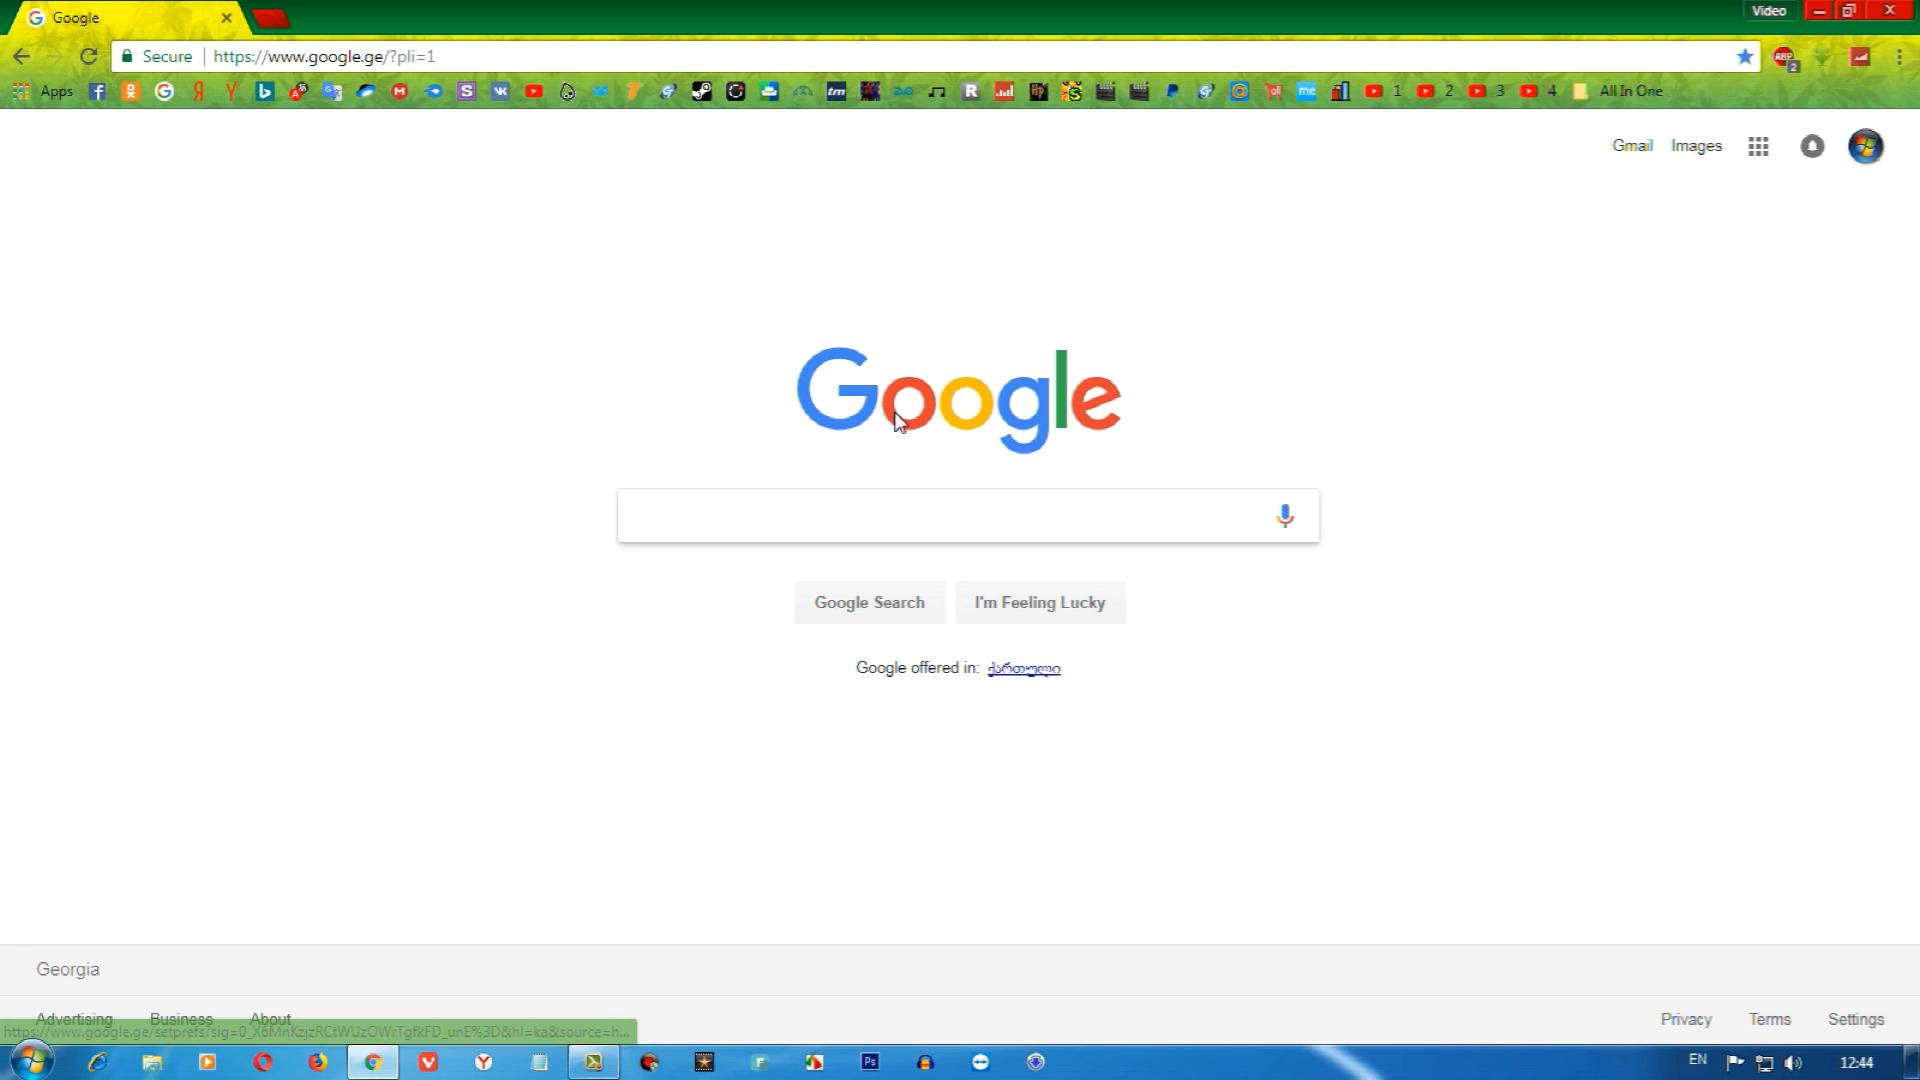 Google
Video
Secure
https://www.google.ge/?pli=1
Apps
1
2
3
4
All In One
Gmail
Images
Google
Google Search
I'm Feeling Lucky
Google offered in: ქართული
Georgia
Advertising
Business
About
Privacy
Terms
Settings
EN
12:44